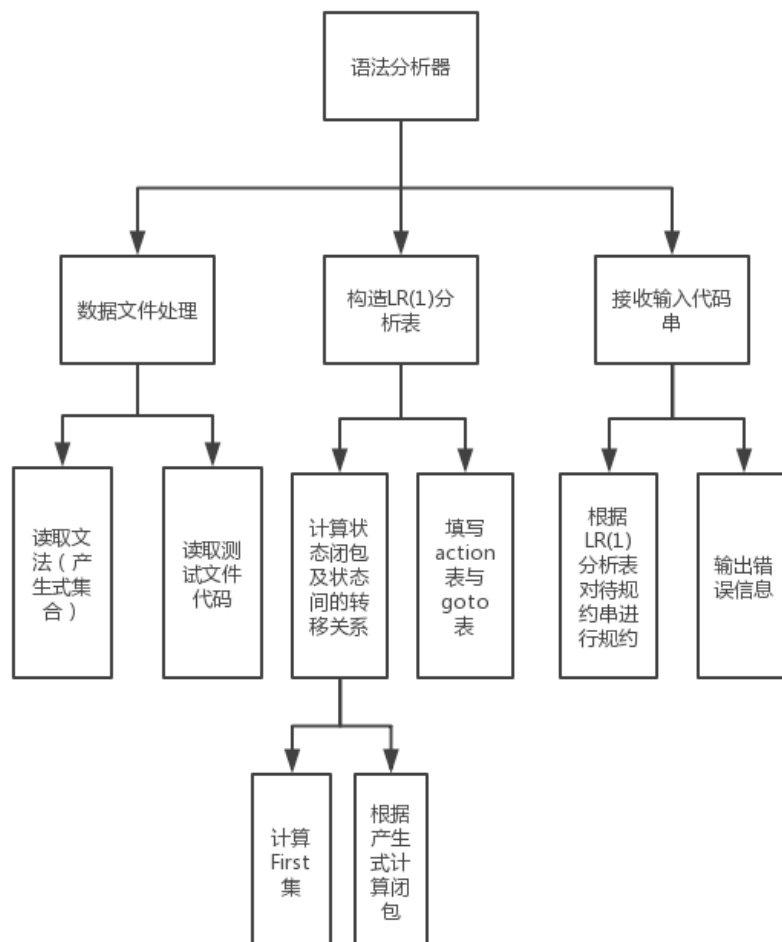 语法分析器
数据文件处理
构造LR(1)分
析表
接收输入代码
串
读取文
法（产
生式集
合）
读取测
试文件
代码
计算状
态闭包
及状态
间的转
移关系
填写
action
表与
goto
表
根据
LR(1)
分析表
对待规
约串进
行规约
输出错
误信息
计算
First
集
根据
产生
式计
算闭
包